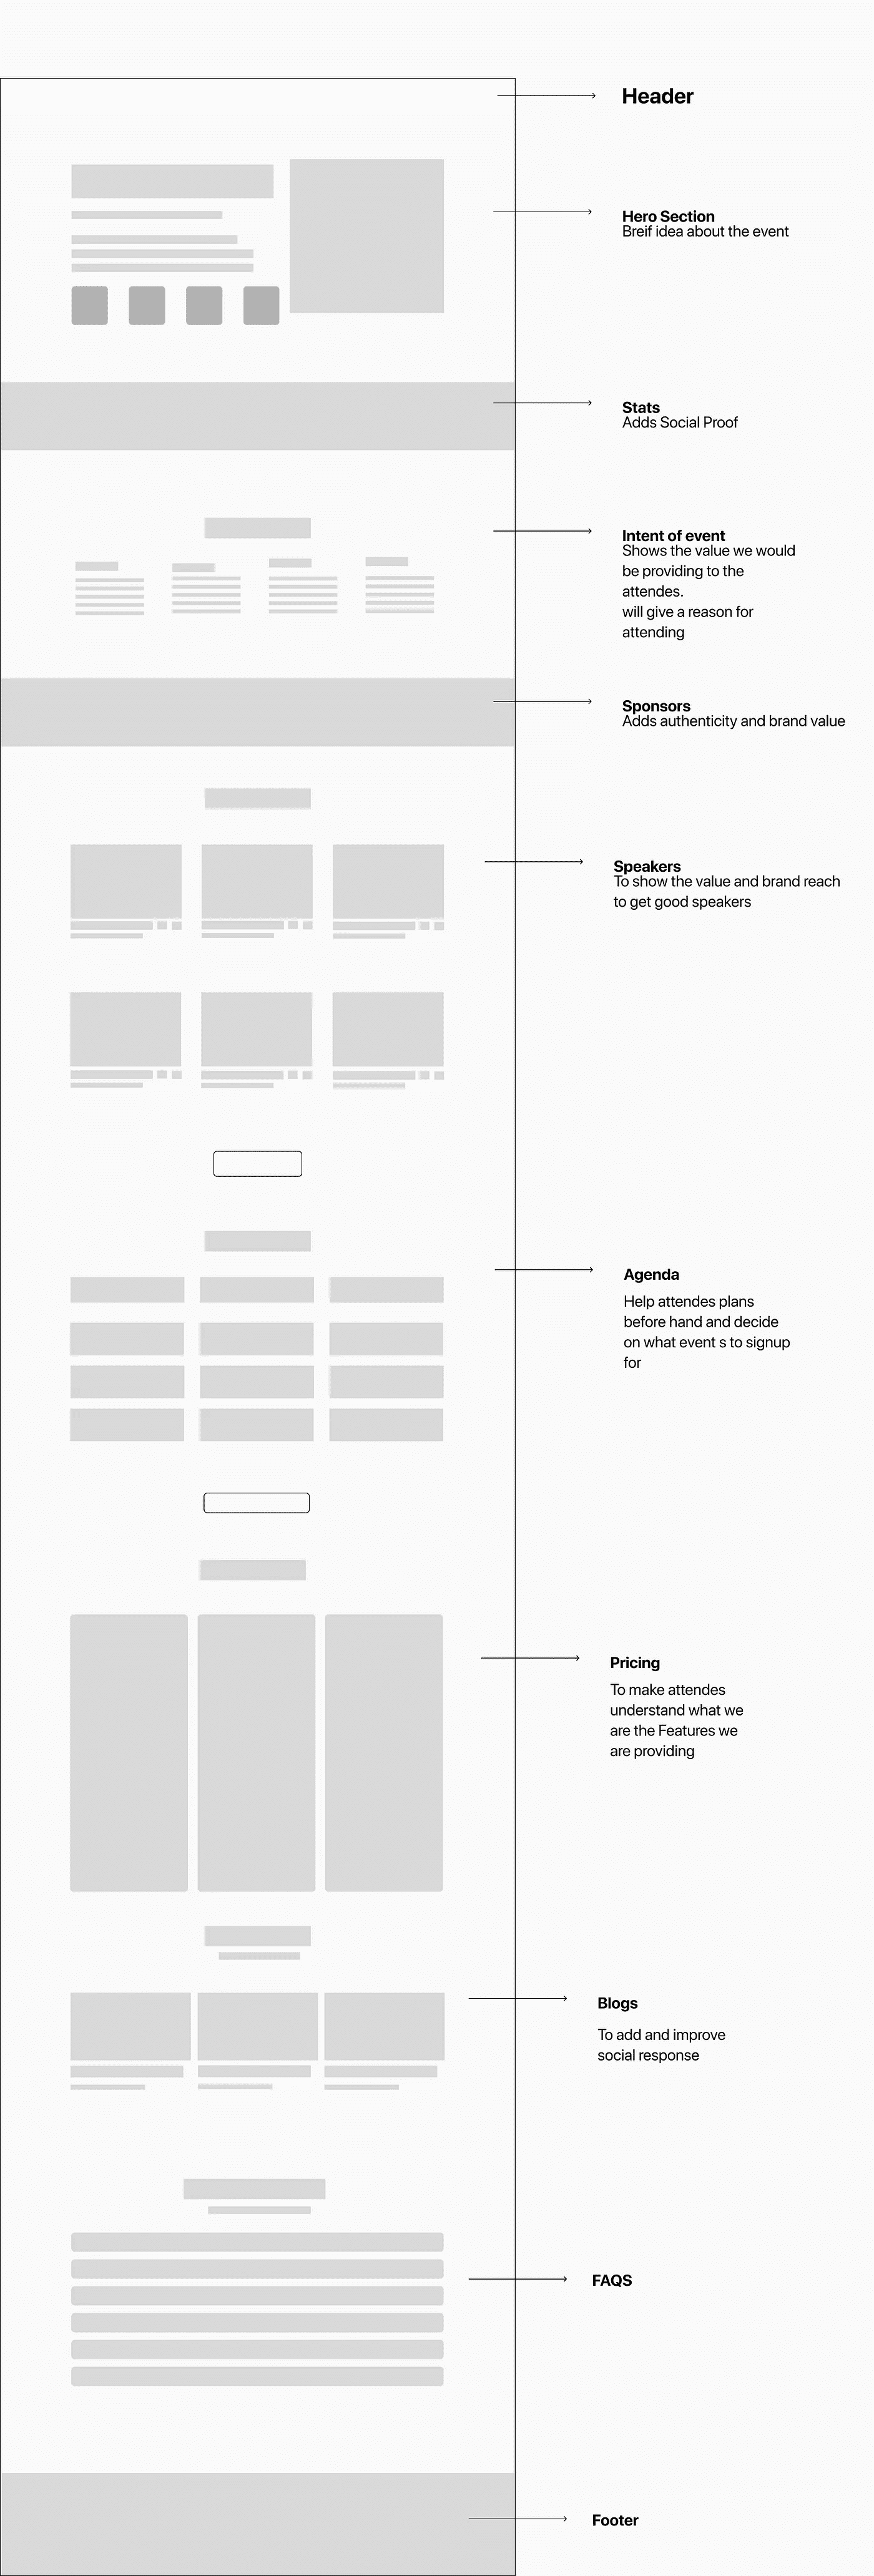 Header
Hero Section
Breif idea about the event
Stats
Adds Social Proof
Intent of event
Shows the value we would
be providing to the
attendes.
will give a reason for
attending
Sponsors
Adds authenticity and brand value
Speakers
To show the value and brand reach
to get good speakers
Agenda
Help attendes plans
before hand and decide
on what event s to signup
for
Pricing
To make attendes
understand what we
are the Features we
are providing
Blogs
To add and improve
social response
FAQS
Footer